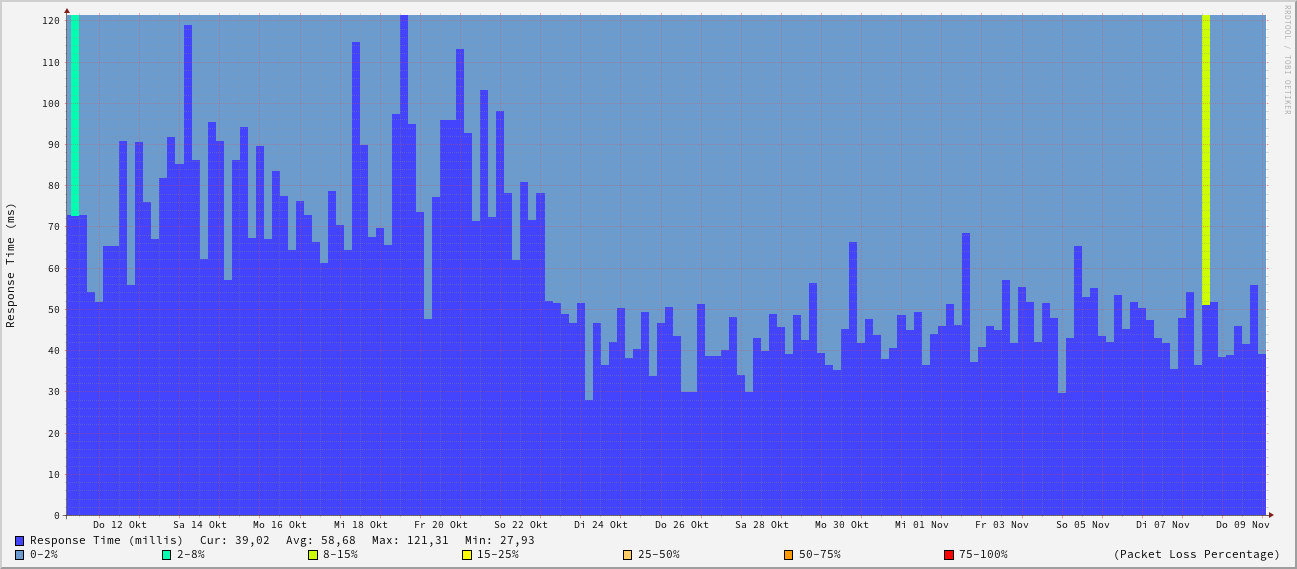 120
110
100
90
80
70
60
50
40
30
20
10
0
Response Time (ms)
RRDTOOL / TOBI OETIKER
Do 12 Okt Sa 14 Okt Mo 16 Okt Mi 18 Okt Fr 20 Okt So 22 Okt Di 24 Okt Do 26 Okt Sa 28 Okt Mo 30 Okt Mi 01 Nov Fr 03 Nov So 05 Nov Di 07 Nov Do 09 Nov
Response Time (millis) Cur: 39,02 Avg: 58,68 Max: 121,31 Min: 27,93
0-2% 2-8% 8-15% 15-25% 25-50% 50-75% 75-100% (Packet Loss Percentage)